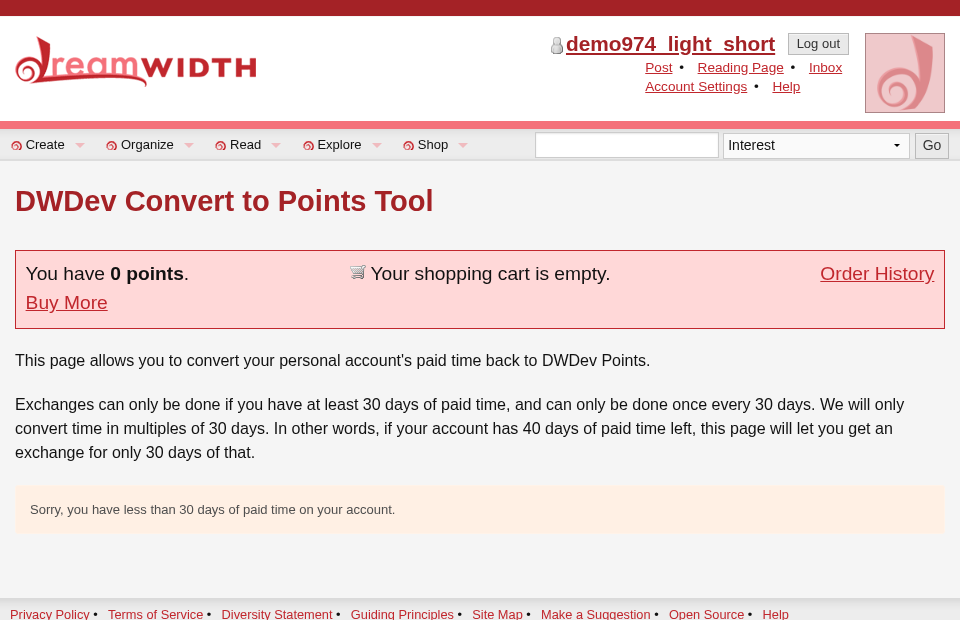 dreamWIDTH
demo974_light_short Log out
Post • Reading Page • Inbox
Account Settings • Help
Create Organize Read Explore Shop Interest Go
DWDev Convert to Points Tool
You have 0 points. Your shopping cart is empty. Order History
Buy More
This page allows you to convert your personal account's paid time back to DWDev Points.
Exchanges can only be done if you have at least 30 days of paid time, and can only be done once every 30 days. We will only
convert time in multiples of 30 days. In other words, if your account has 40 days of paid time left, this page will let you get an
exchange for only 30 days of that.
Sorry, you have less than 30 days of paid time on your account.
Privacy Policy • Terms of Service • Diversity Statement • Guiding Principles • Site Map • Make a Suggestion • Open Source • Help